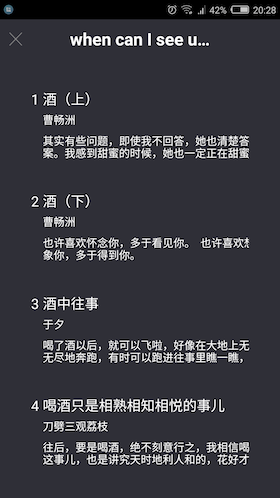 42% 20:28
when can I see u...
1 酒（上）
曹畅洲
其实有些问题，即使我不回答，她也清楚答
案。我感到甜蜜的时候，她也一定正在甜蜜
2 酒（下）
曹畅洲
也许喜欢怀念你，多于看见你。 也许喜欢想
象你，多于得到你。
3 酒中往事
于夕
喝了酒以后，就可以飞啦，好像在大地上无
无尽地奔跑，有时可以跑进往事里瞧一瞧，
4 喝酒只是相熟相知相悦的事儿
刀劈三观荔枝
往后，要是喝酒，绝不刻意行之，我相信喝
这事儿，也是讲究天时地利人和的，花好才